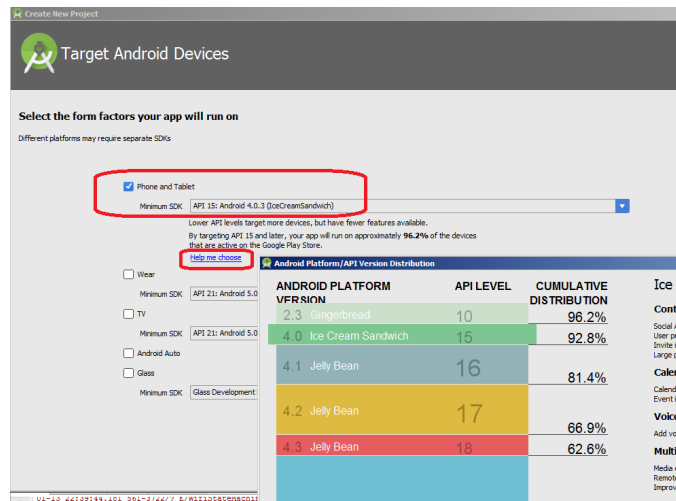 Create New Project
Target Android Devices
Select the form factors your app will run on
Different platforms may require separate SDKs
Phone and Tablet
Minimum SDK API 15: Android 4.0.3 (IceCreamSandwich)
Lower API levels target more devices, but have fewer features available.
By targeting API 15 and later, your app will run on approximately 96.2% of the devices
that are active on the Google Play Store.
Help me choose
Wear
Minimum SDK API 21: Android 5.0
TV
Minimum SDK API 21: Android 5.0
Android Auto
Glass
Minimum SDK Glass Development
Android Platform/API Version Distribution
ANDROID PLATFORM
VERSION
API LEVEL
CUMULATIVE
DISTRIBUTION
2.3 Gingerbread 10 96.2%
4.0 Ice Cream Sandwich 15 92.8%
4.1 Jelly Bean 16 81.4%
4.2 Jelly Bean 17 66.9%
4.3 Jelly Bean 18 62.6%
Ice
Cont
Social A
User pr
Invite i
Large p
Calen
Calend
Event i
Voice
Add vo
Multi
Media e
Remote
Improv